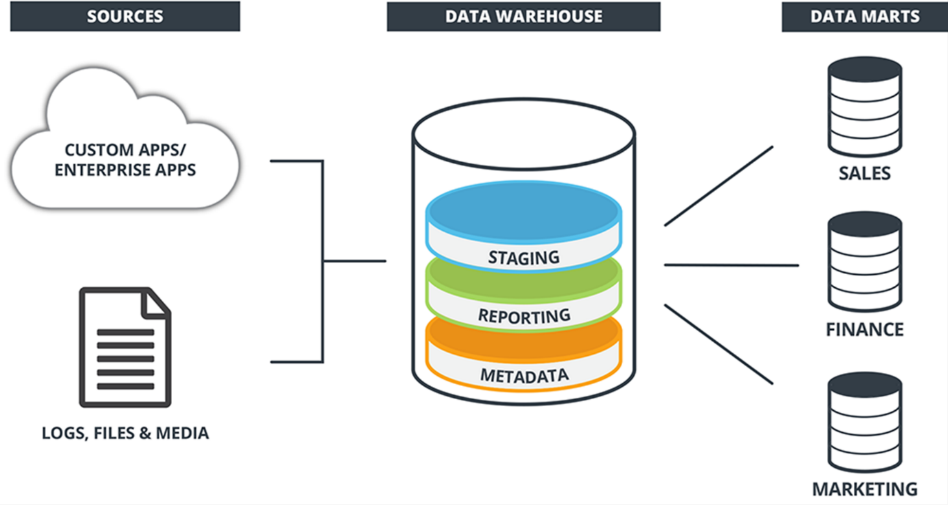 SOURCES
DATA WAREHOUSE
DATA MARTS
CUSTOM APPS/
ENTERPRISE APPS
LOGS, FILES & MEDIA
STAGING
REPORTING
METADATA
SALES
FINANCE
MARKETING